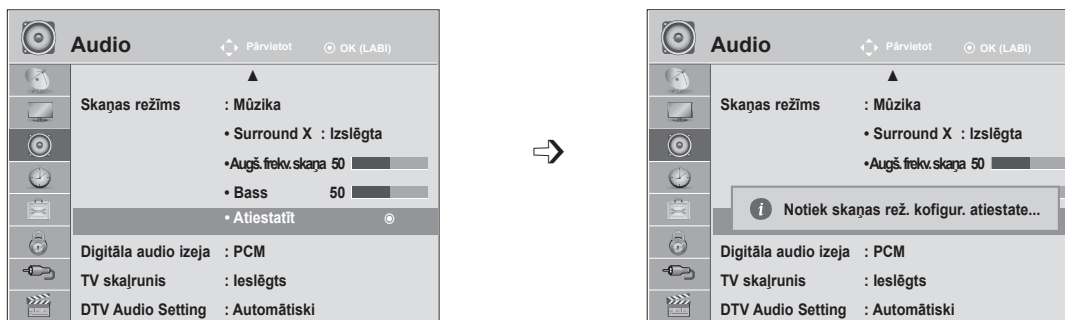 Audio
Pārvietot
OK (LABI)
Skaņas režīms : Mûzika
• Surround X : Izslēgta
•Augš. frekv. skaņa 50
• Bass 50
• Atiestatīt
Digitāla audio izeja : PCM
TV skaļrunis : Ieslēgts
DTV Audio Setting : Automātiski
Audio
Pārvietot
OK (LABI)
Skaņas režīms : Mûzika
• Surround X : Izslēgta
•Augš. frekv. skaņa 50
Notiek skaņas rež. kofigur. atiestate...
Digitāla audio izeja : PCM
TV skaļrunis : Ieslēgts
DTV Audio Setting : Automātiski